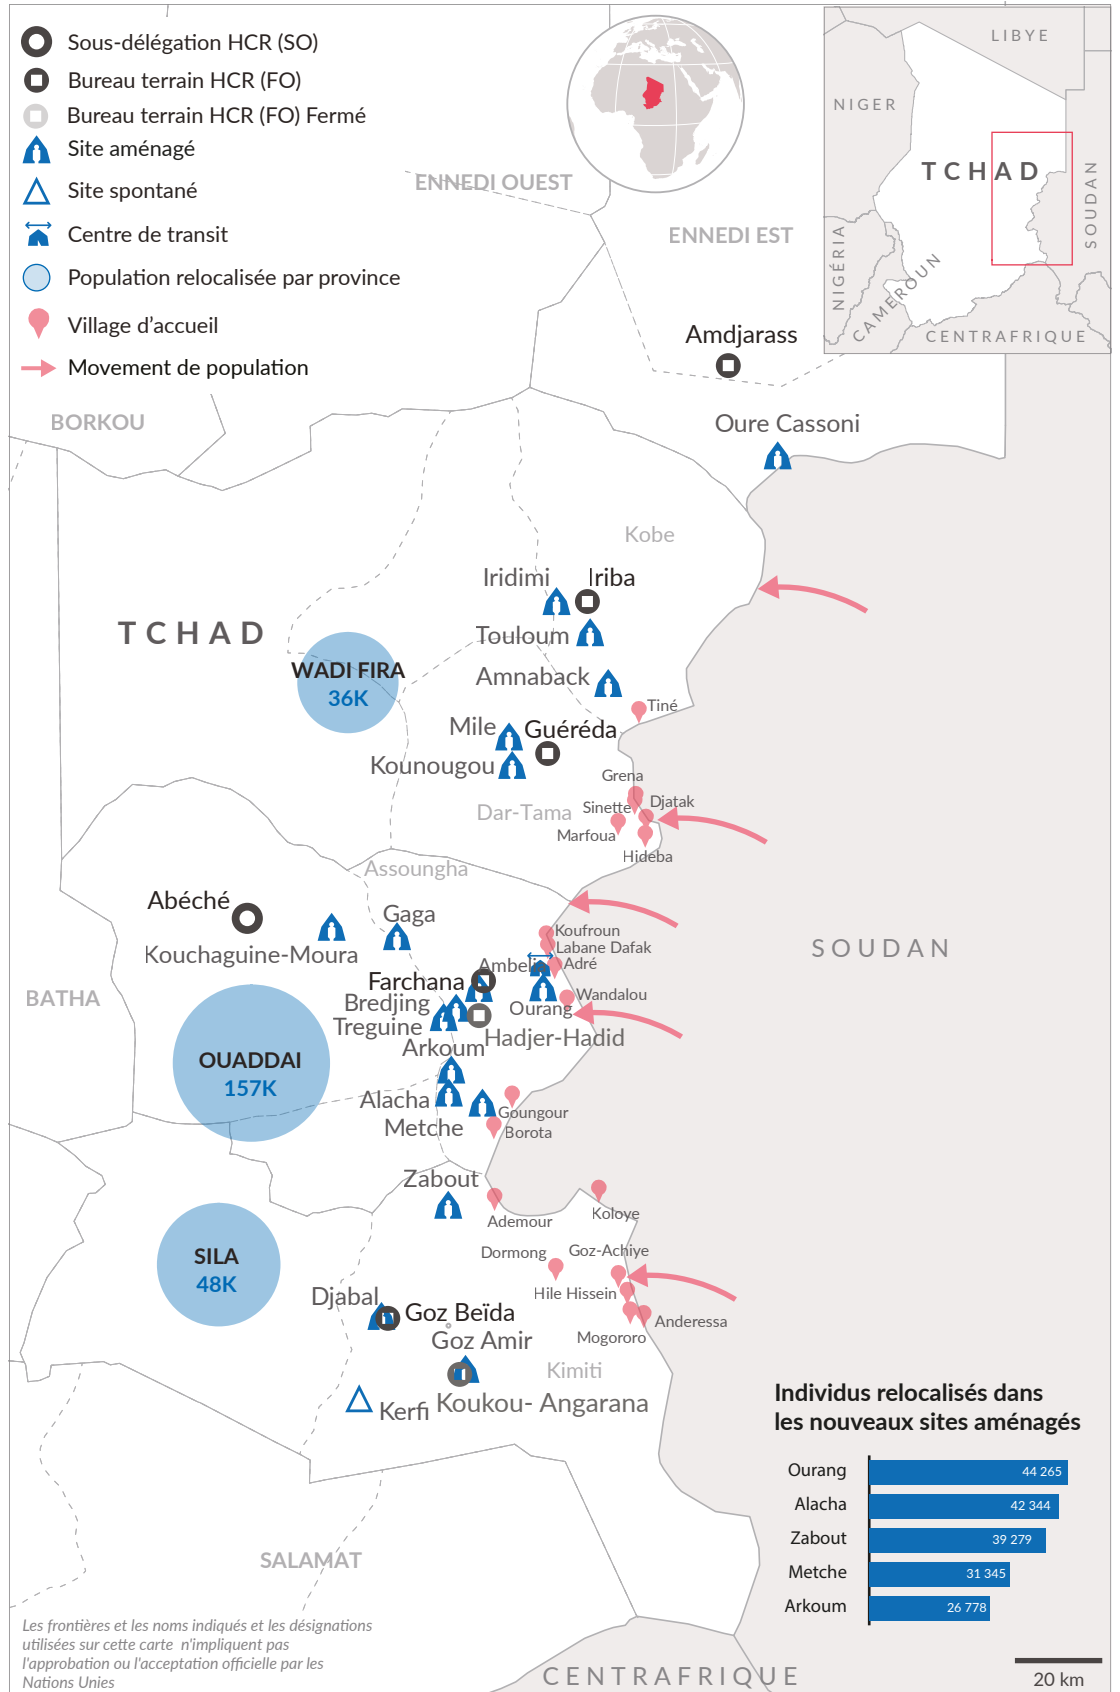 Sous-délégation HCR (SO)
Bureau terrain HCR (FO)
Bureau terrain HCR (FO) Fermé
Site aménagé
Site spontané
Centre de transit
Population relocalisée par province
Village d'accueil
Movement de population
LIBYE
NIGER
TCHAD
SOUDAN
NIGÉRIA
CAMEROUN
CENTRAFRIQUE
ENNEDI OUEST
ENNEDI EST
Amdjarass
BORKOU
Oure Cassoni
Kobe
Iridimi
Iriba
TCHAD
Touloum
WADI FIRA
36K
Amnaback
Tiné
Mile
Guéréda
Kounougou
Grena
Sinette
Djatak
Dar-Tama
Marfoua
Hideba
Assoungha
Abéché
Gaga
Kouchaguine-Moura
Koufroun
Labane Dafak
SOUDAN
Ambelia
Adré
Farchana
BATHA
Bredjing
Wandalou
Ourang
Treguine
Hadjer-Hadid
Arkoum
OUADDAI
157K
Alacha
Goungour
Metche
Borota
Zabout
Ademour
Koloye
Dormong
Goz-Achiye
SILA
48K
Hile Hissein
Djabal
Goz Beïda
Anderessa
Mogororo
Goz Amir
Kimiti
Kerfi
Koukou- Angarana
Individus relocalisés dans
les nouveaux sites aménagés
Ourang 44 265
Alacha 42 344
Zabout 39 279
Metche 31 345
Arkoum 26 778
SALAMAT
Les frontières et les noms indiqués et les désignations
utilisées sur cette carte n'impliquent pas
l'approbation ou l'acceptation officielle par les
Nations Unies
CENTRAFRIQUE
20 km